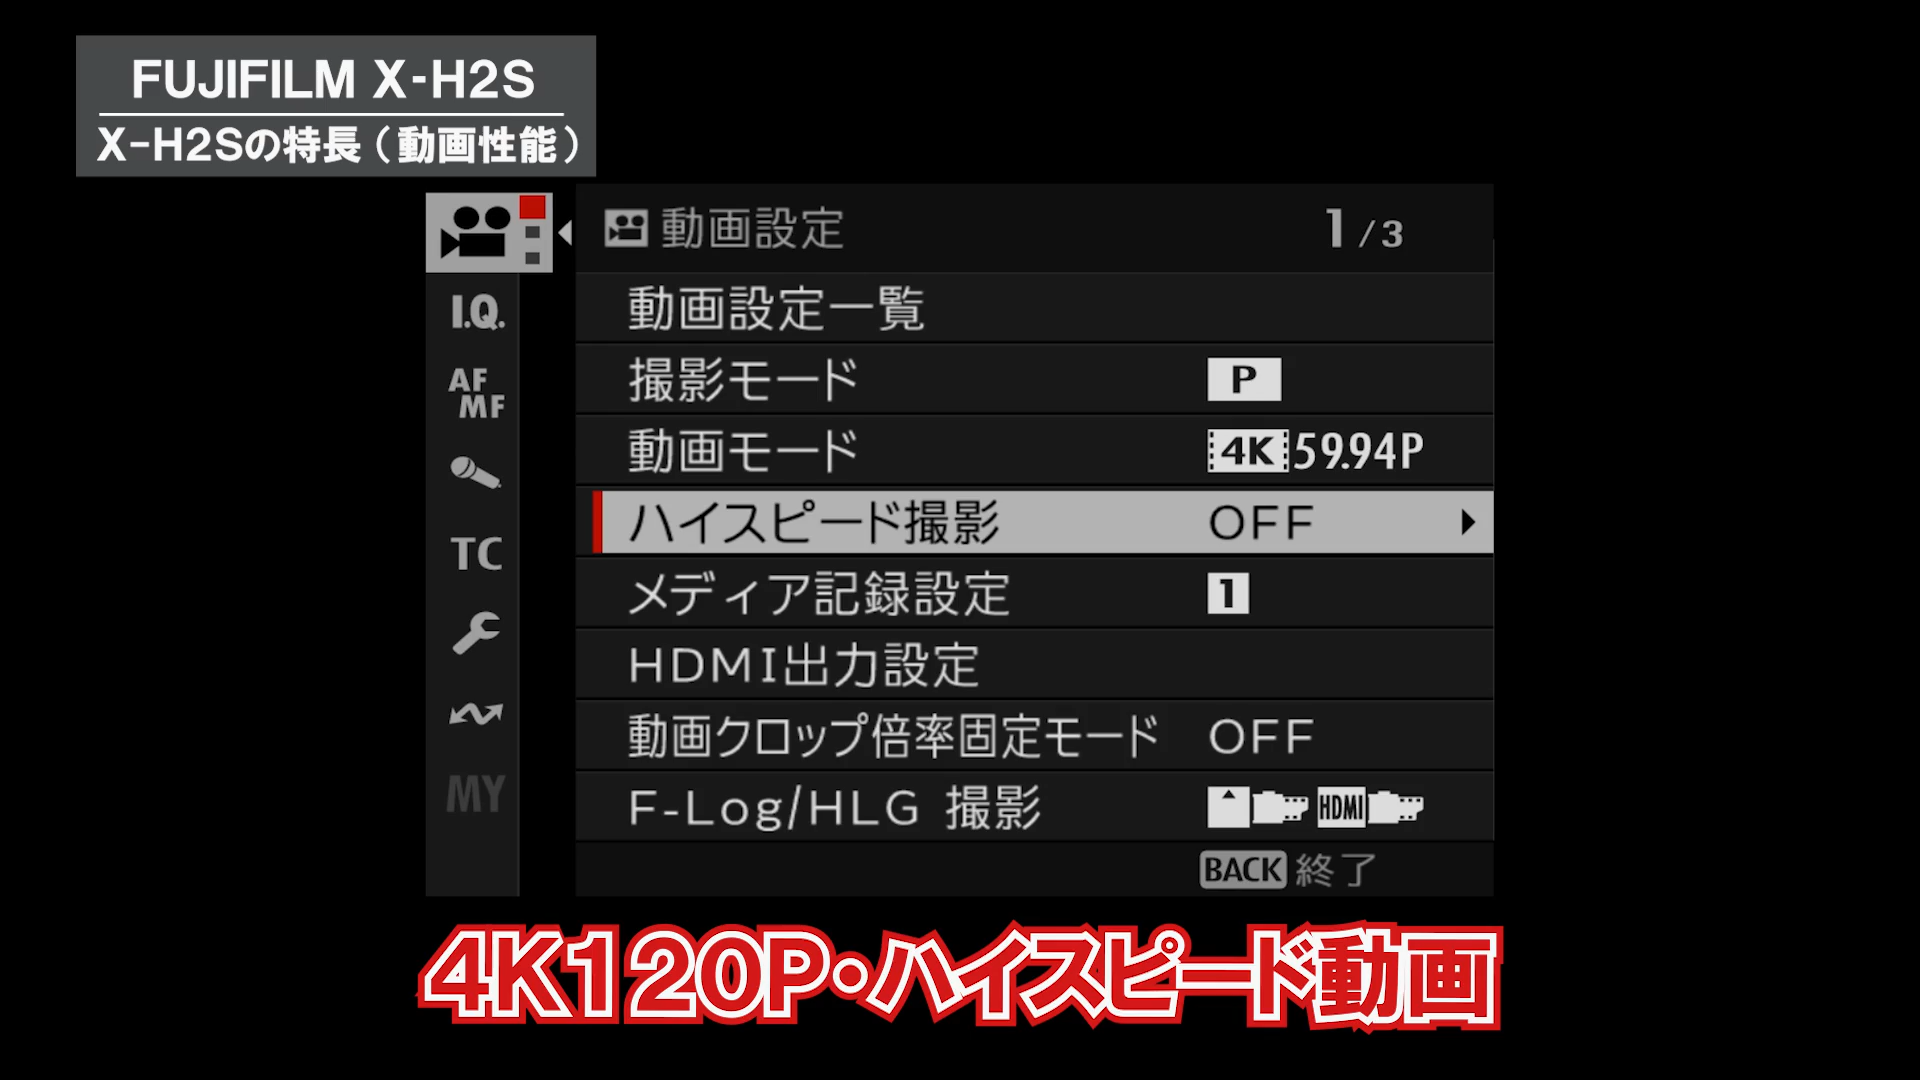 FUJIFILM X-H2S
X-H2Sの特長（動画性能）
動画設定 1/3
I.Q.
AF
MF
TC
MY
動画設定一覧
撮影モード P
動画モード 4K 59.94P
ハイスピード撮影 OFF
メディア記録設定 1
HDMI出力設定
動画クロップ倍率固定モード OFF
F-Log/HLG 撮影 HDMI
BACK 終了
4K120P・ハイスピード動画